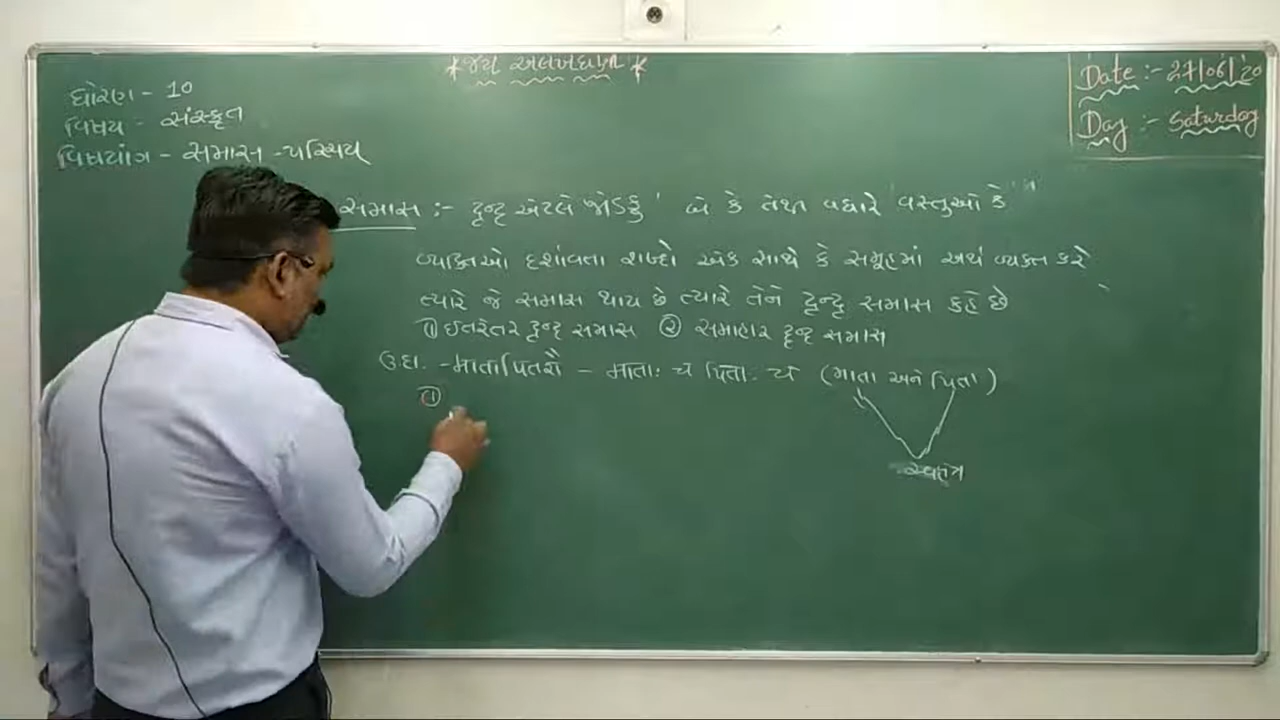 *જય અલખધણી*
Date :- 27/06/20
Day :- Saturday
ધોરણ - 10
વિષય - સંસ્કૃત
વિષયાંગ - સમાસ - પરિચય
સમાસ :- દ્વન્દ્વ એટલે 'જોડકું' બે કે તેથી વધારે 'વસ્તુઓ કે
વ્યક્તિઓ દર્શાવતા શબ્દો એક સાથે કે સમૂહમાં અર્થ વ્યક્ત કરે
ત્યારે જે સમાસ થાય છે ત્યારે તેને દ્વન્દ્વ સમાસ કહે છે
① ઈતરેતર દ્વન્દ્વ સમાસ ② સમાહાર દ્વન્દ્વ સમાસ
ઉદા. - માતાપિતરૌ - માતાઃ ચ પિતા ચ (માતા અને પિતા)
①
સ્વતંત્ર